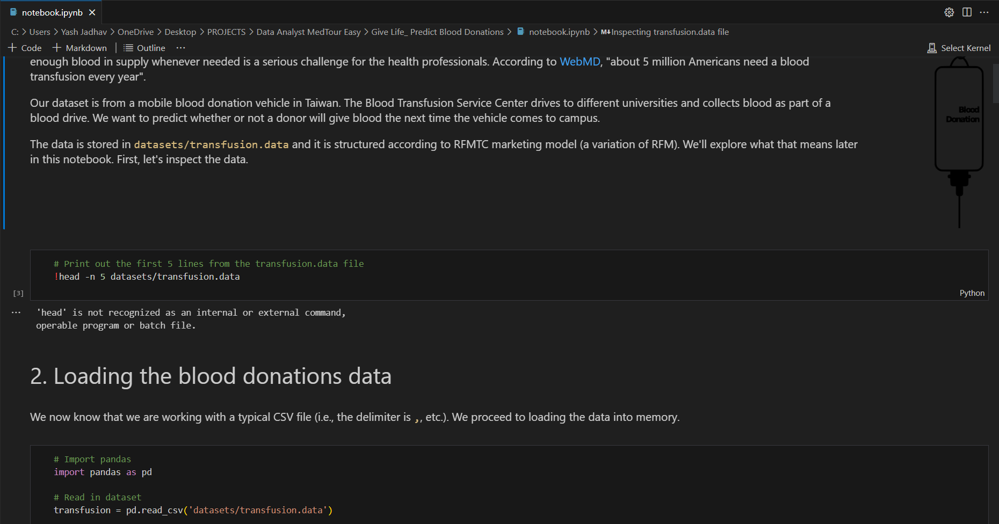 notebook.ipynb
C: > Users > Yash Jadhav > OneDrive > Desktop > PROJECTS > Data Analyst MedTour Easy > Give Life_ Predict Blood Donations > notebook.ipynb > M↓Inspecting transfusion.data file
+ Code + Markdown | Outline ... Select Kernel
enough blood in supply whenever needed is a serious challenge for the health professionals. According to WebMD, "about 5 million Americans need a blood
transfusion every year".
Our dataset is from a mobile blood donation vehicle in Taiwan. The Blood Transfusion Service Center drives to different universities and collects blood as part of a
blood drive. We want to predict whether or not a donor will give blood the next time the vehicle comes to campus.
Blood
Donation
The data is stored in datasets/transfusion.data and it is structured according to RFMTC marketing model (a variation of RFM). We'll explore what that means later
in this notebook. First, let's inspect the data.
# Print out the first 5 lines from the transfusion.data file
!head -n 5 datasets/transfusion.data
[3]
Python
... 'head' is not recognized as an internal or external command,
operable program or batch file.
2. Loading the blood donations data
We now know that we are working with a typical CSV file (i.e., the delimiter is ,, etc.). We proceed to loading the data into memory.
# Import pandas
import pandas as pd
# Read in dataset
transfusion = pd.read_csv('datasets/transfusion.data')